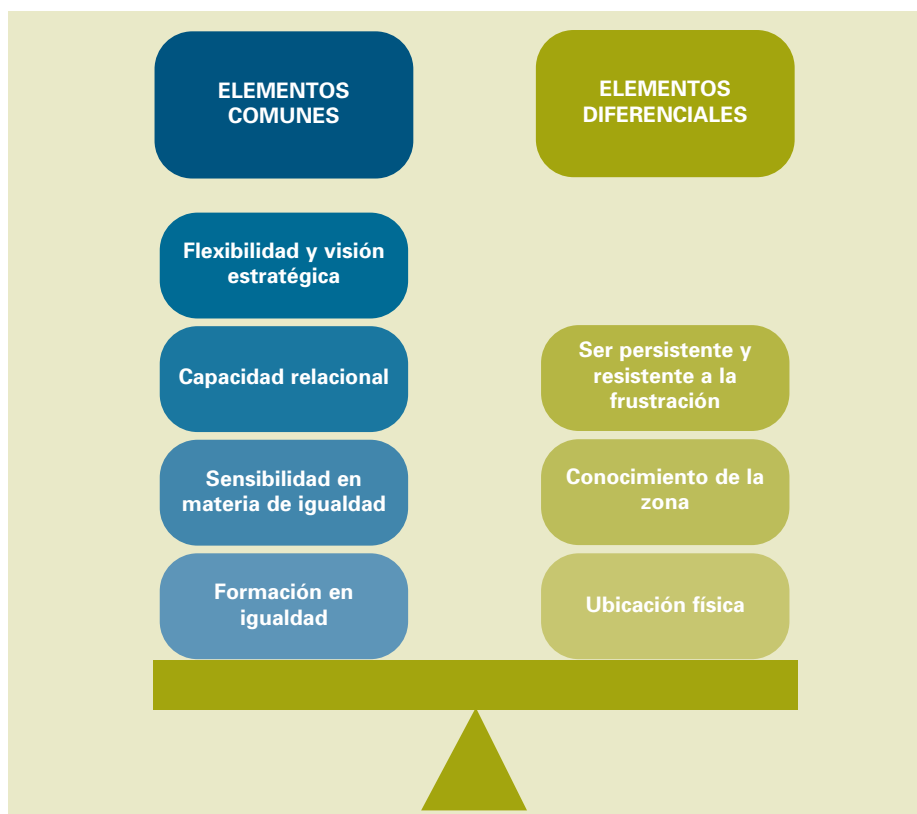 ELEMENTOS
COMUNES
Flexibilidad y visión
estratégica
Capacidad relacional
Sensibilidad en
materia de igualdad
Formación en
igualdad
ELEMENTOS
DIFERENCIALES
Ser persistente y
resistente a la
frustración
Conocimiento de la
zona
Ubicación física